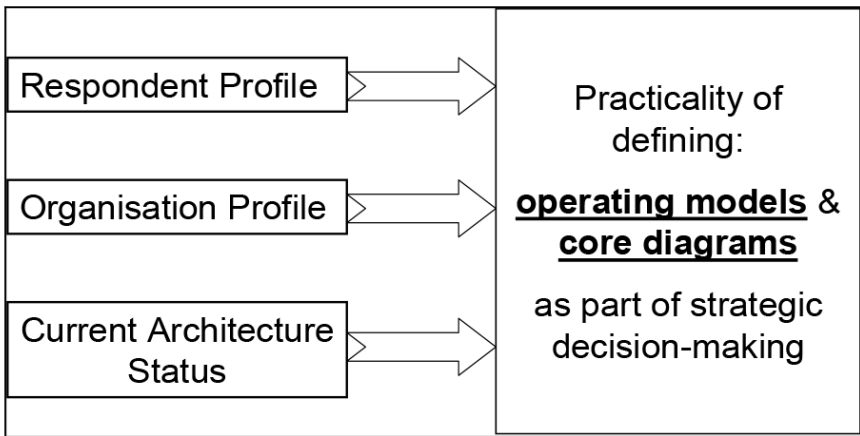 Respondent Profile
Organisation Profile
Current Architecture
Status
Practicality of
defining:
operating models &
core diagrams
as part of strategic
decision-making